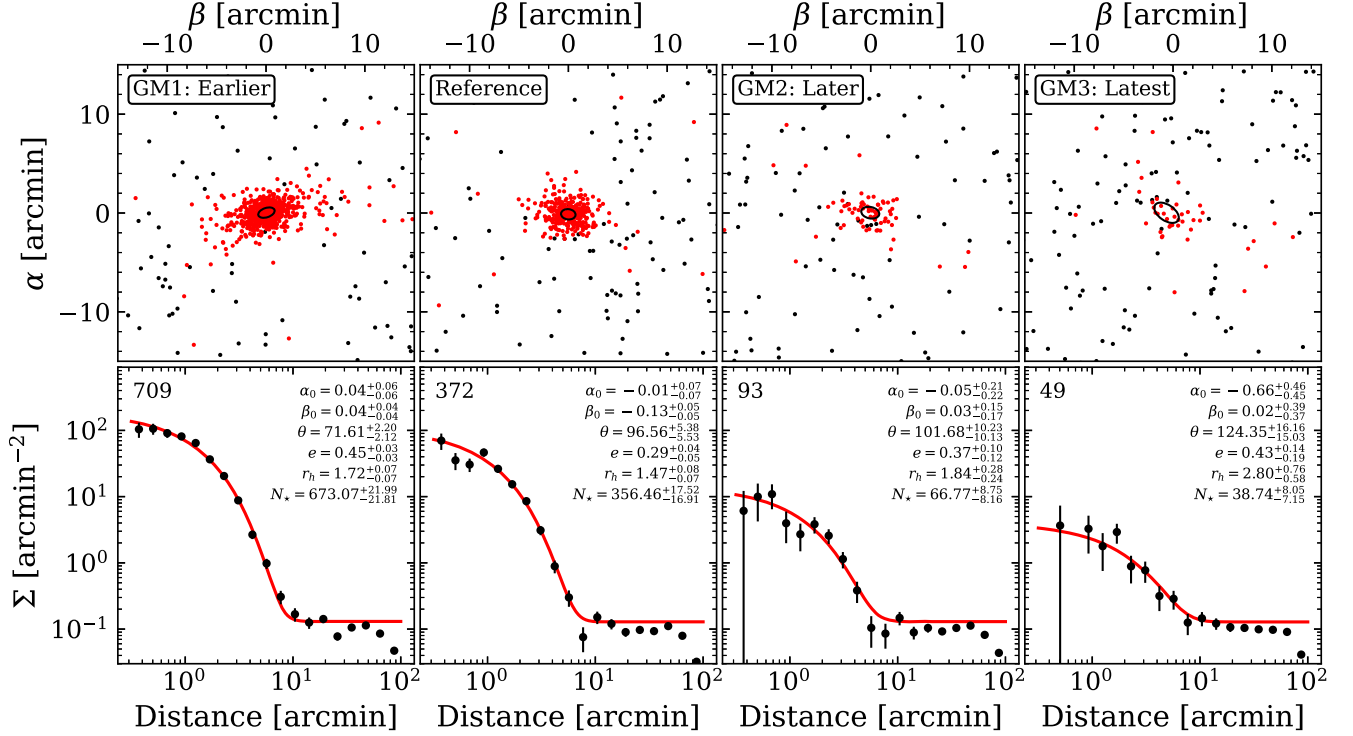 β [arcmin] β [arcmin] β [arcmin] β [arcmin]
−10 0 10 −10 0 10 −10 0 10 −10 0 10
GM1: Earlier Reference GM2: Later GM3: Latest
α [arcmin]
10
0
−10
709
α₀ = 0.04 +0.06 −0.06
β₀ = 0.04 +0.04 −0.04
θ = 71.61 +2.20 −2.12
e = 0.45 +0.03 −0.03
r_h = 1.72 +0.07 −0.07
N⋆ = 673.07 +21.99 −21.81
372
α₀ = −0.01 +0.07 −0.07
β₀ = −0.13 +0.05 −0.05
θ = 96.56 +5.38 −5.53
e = 0.29 +0.04 −0.05
r_h = 1.47 +0.08 −0.07
N⋆ = 356.46 +17.52 −16.91
93
α₀ = −0.05 +0.21 −0.22
β₀ = 0.03 +0.15 −0.17
θ = 101.68 +10.23 −10.13
e = 0.37 +0.10 −0.12
r_h = 1.84 +0.28 −0.24
N⋆ = 66.77 +8.75 −8.16
49
α₀ = −0.66 +0.46 −0.45
β₀ = 0.02 +0.39 −0.37
θ = 124.35 +16.16 −15.03
e = 0.43 +0.14 −0.19
r_h = 2.80 +0.76 −0.58
N⋆ = 38.74 +8.05 −7.15
Σ [arcmin⁻²]
10²
10¹
10⁰
10⁻¹
10⁰ 10¹ 10² 10⁰ 10¹ 10² 10⁰ 10¹ 10² 10⁰ 10¹ 10²
Distance [arcmin] Distance [arcmin] Distance [arcmin] Distance [arcmin]